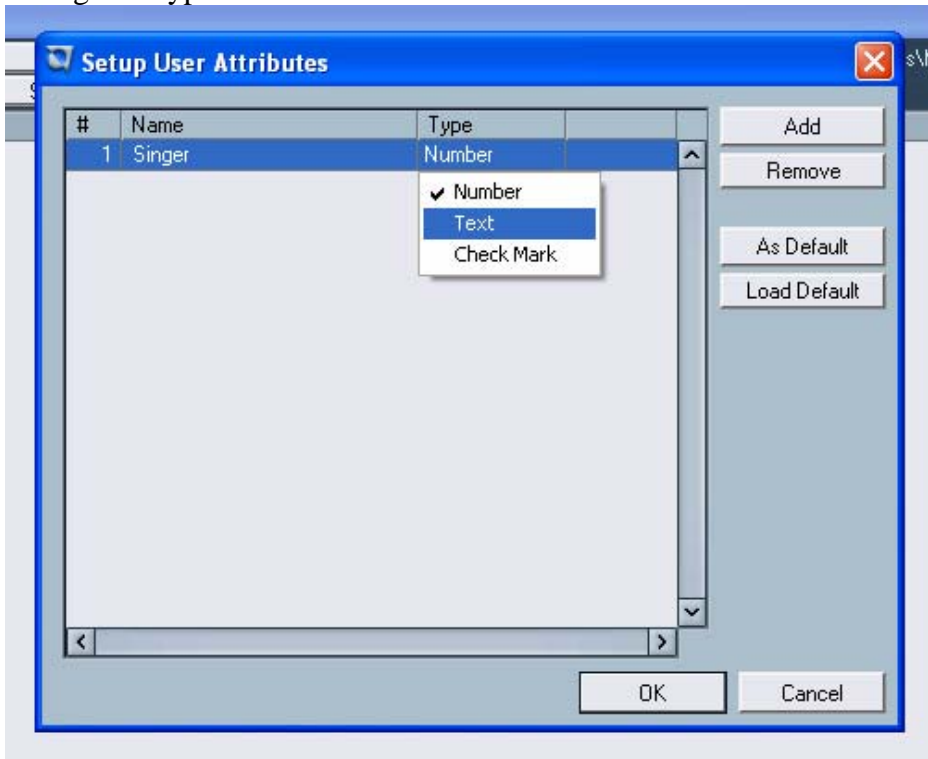 Setup User Attributes
# Name Type
1 Singer Number
Number
Text
Check Mark
Add
Remove
As Default
Load Default
OK Cancel